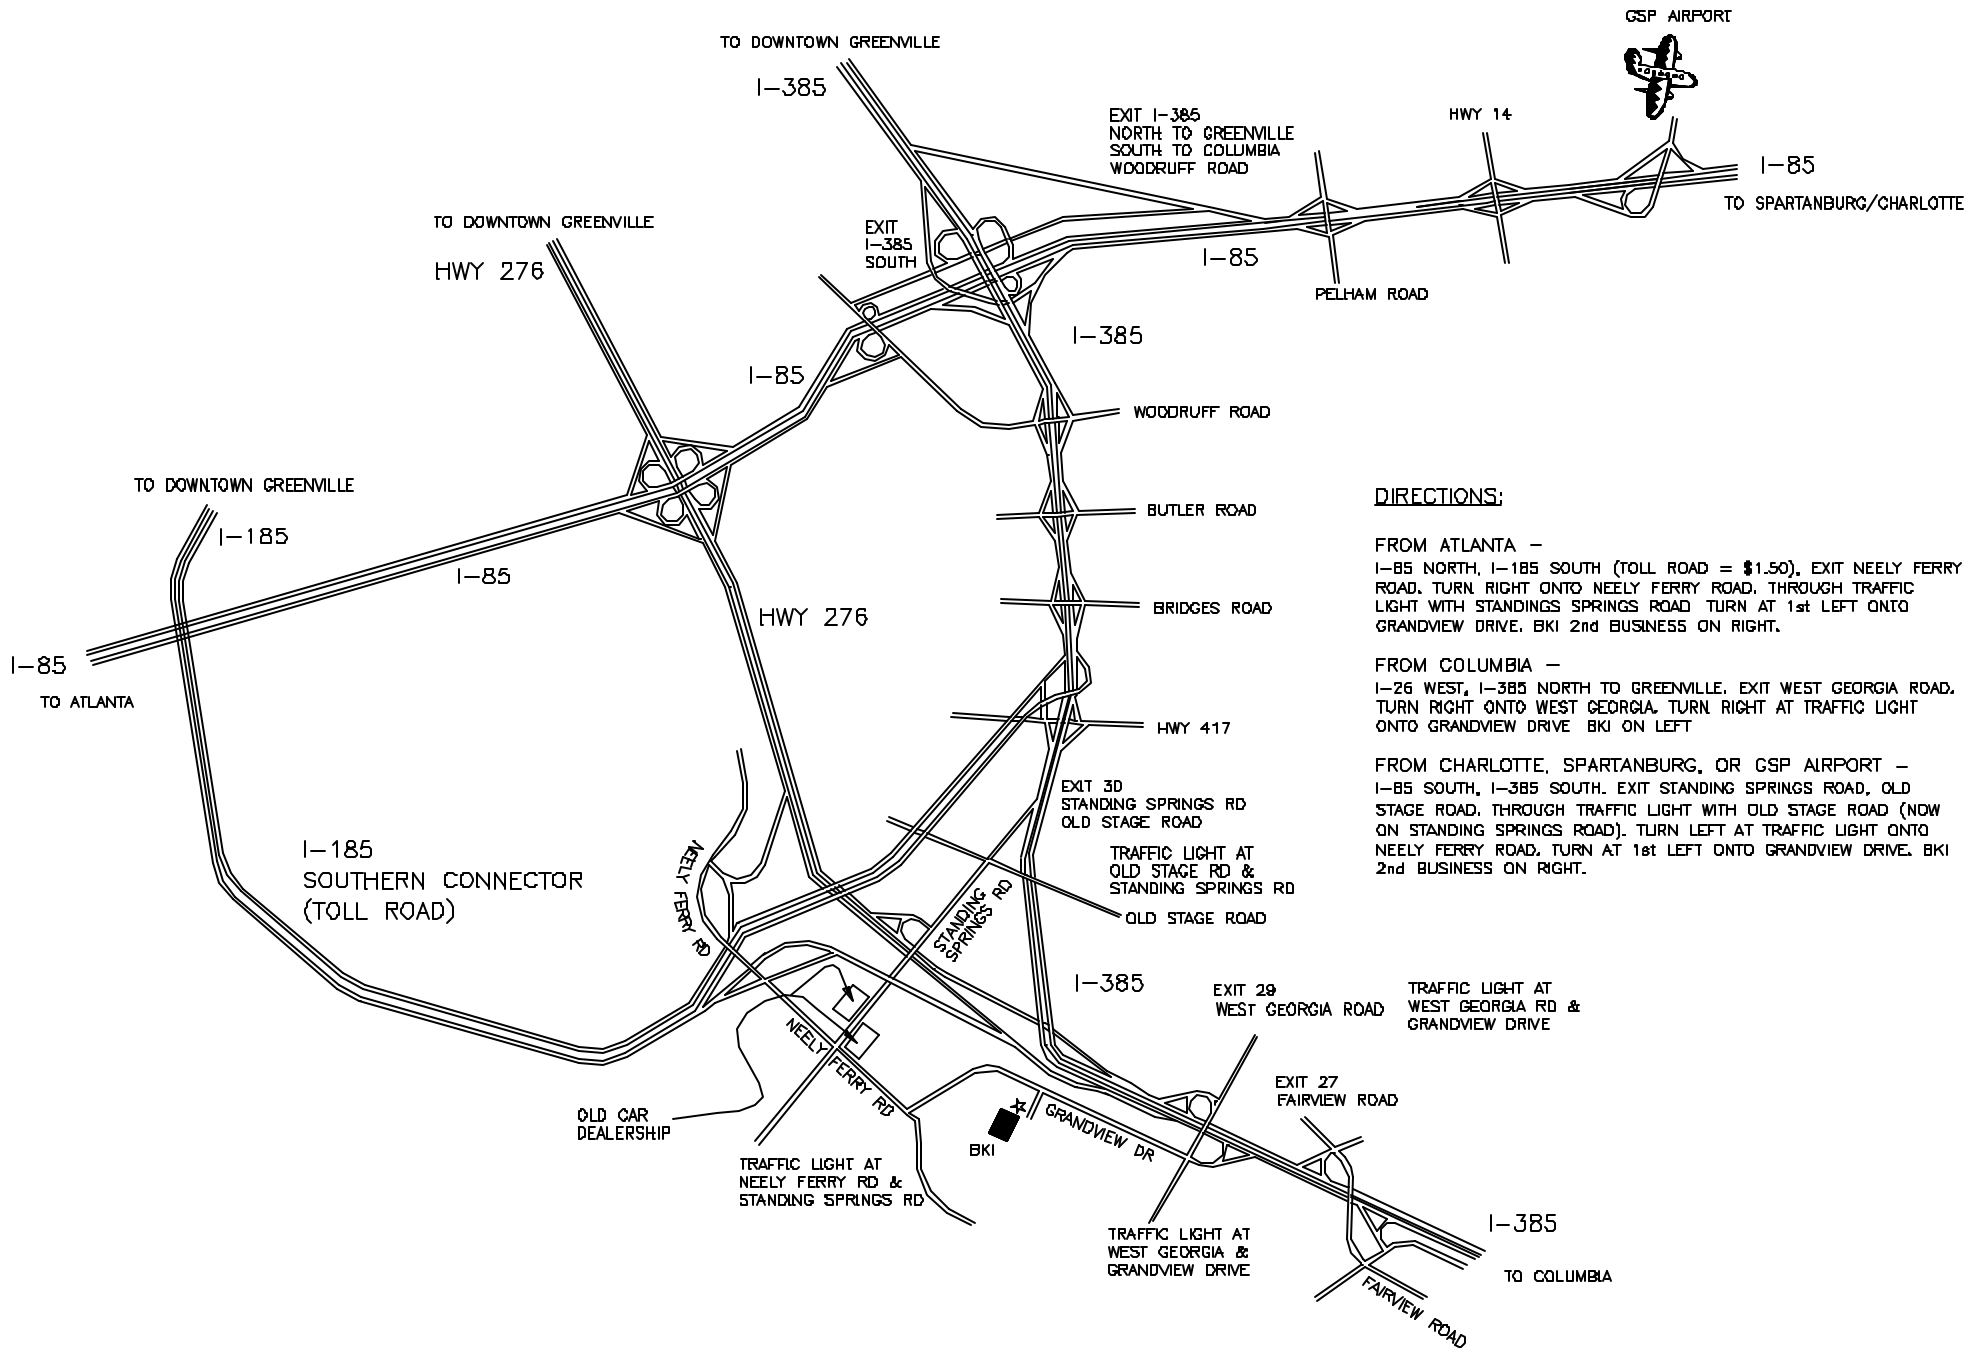 GSP AIRPORT
TO DOWNTOWN GREENVILLE
I-385
EXIT I-385
NORTH TO GREENVILLE
SOUTH TO COLUMBIA
WOODRUFF ROAD
HWY 14
I-85
TO SPARTANBURG/CHARLOTTE
TO DOWNTOWN GREENVILLE
HWY 276
EXIT
I-385
SOUTH
I-85
PELHAM ROAD
I-385
I-85
WOODRUFF ROAD
TO DOWNTOWN GREENVILLE
I-185
BUTLER ROAD
I-85
HWY 276
BRIDGES ROAD
I-85
TO ATLANTA
HWY 417
DIRECTIONS:
FROM ATLANTA -
I-85 NORTH, I-185 SOUTH (TOLL ROAD = $1.50), EXIT NEELY FERRY
ROAD. TURN RIGHT ONTO NEELY FERRY ROAD. THROUGH TRAFFIC
LIGHT WITH STANDINGS SPRINGS ROAD TURN AT 1st LEFT ONTO
GRANDVIEW DRIVE. BKI 2nd BUSINESS ON RIGHT.
FROM COLUMBIA -
I-26 WEST, I-385 NORTH TO GREENVILLE. EXIT WEST GEORGIA ROAD.
TURN RIGHT ONTO WEST GEORGIA. TURN RIGHT AT TRAFFIC LIGHT
ONTO GRANDVIEW DRIVE BKI ON LEFT
FROM CHARLOTTE, SPARTANBURG, OR GSP AIRPORT -
I-85 SOUTH, I-385 SOUTH. EXIT STANDING SPRINGS ROAD, OLD
STAGE ROAD. THROUGH TRAFFIC LIGHT WITH OLD STAGE ROAD (NOW
ON STANDING SPRINGS ROAD). TURN LEFT AT TRAFFIC LIGHT ONTO
NEELY FERRY ROAD. TURN AT 1st LEFT ONTO GRANDVIEW DRIVE. BKI
2nd BUSINESS ON RIGHT.
EXIT 30
STANDING SPRINGS RD
OLD STAGE ROAD
TRAFFIC LIGHT AT
OLD STAGE RD &
STANDING SPRINGS RD
OLD STAGE ROAD
I-185
SOUTHERN CONNECTOR
(TOLL ROAD)
NEELY FERRY RD
STANDING
SPRINGS RD
I-385
EXIT 29
WEST GEORGIA ROAD
TRAFFIC LIGHT AT
WEST GEORGIA RD &
GRANDVIEW DRIVE
NEELY FERRY RD
EXIT 27
FAIRVIEW ROAD
OLD CAR
DEALERSHIP
GRANDVIEW DR
BKI
TRAFFIC LIGHT AT
NEELY FERRY RD &
STANDING SPRINGS RD
TRAFFIC LIGHT AT
WEST GEORGIA &
GRANDVIEW DRIVE
I-385
TO COLUMBIA
FAIRVIEW ROAD